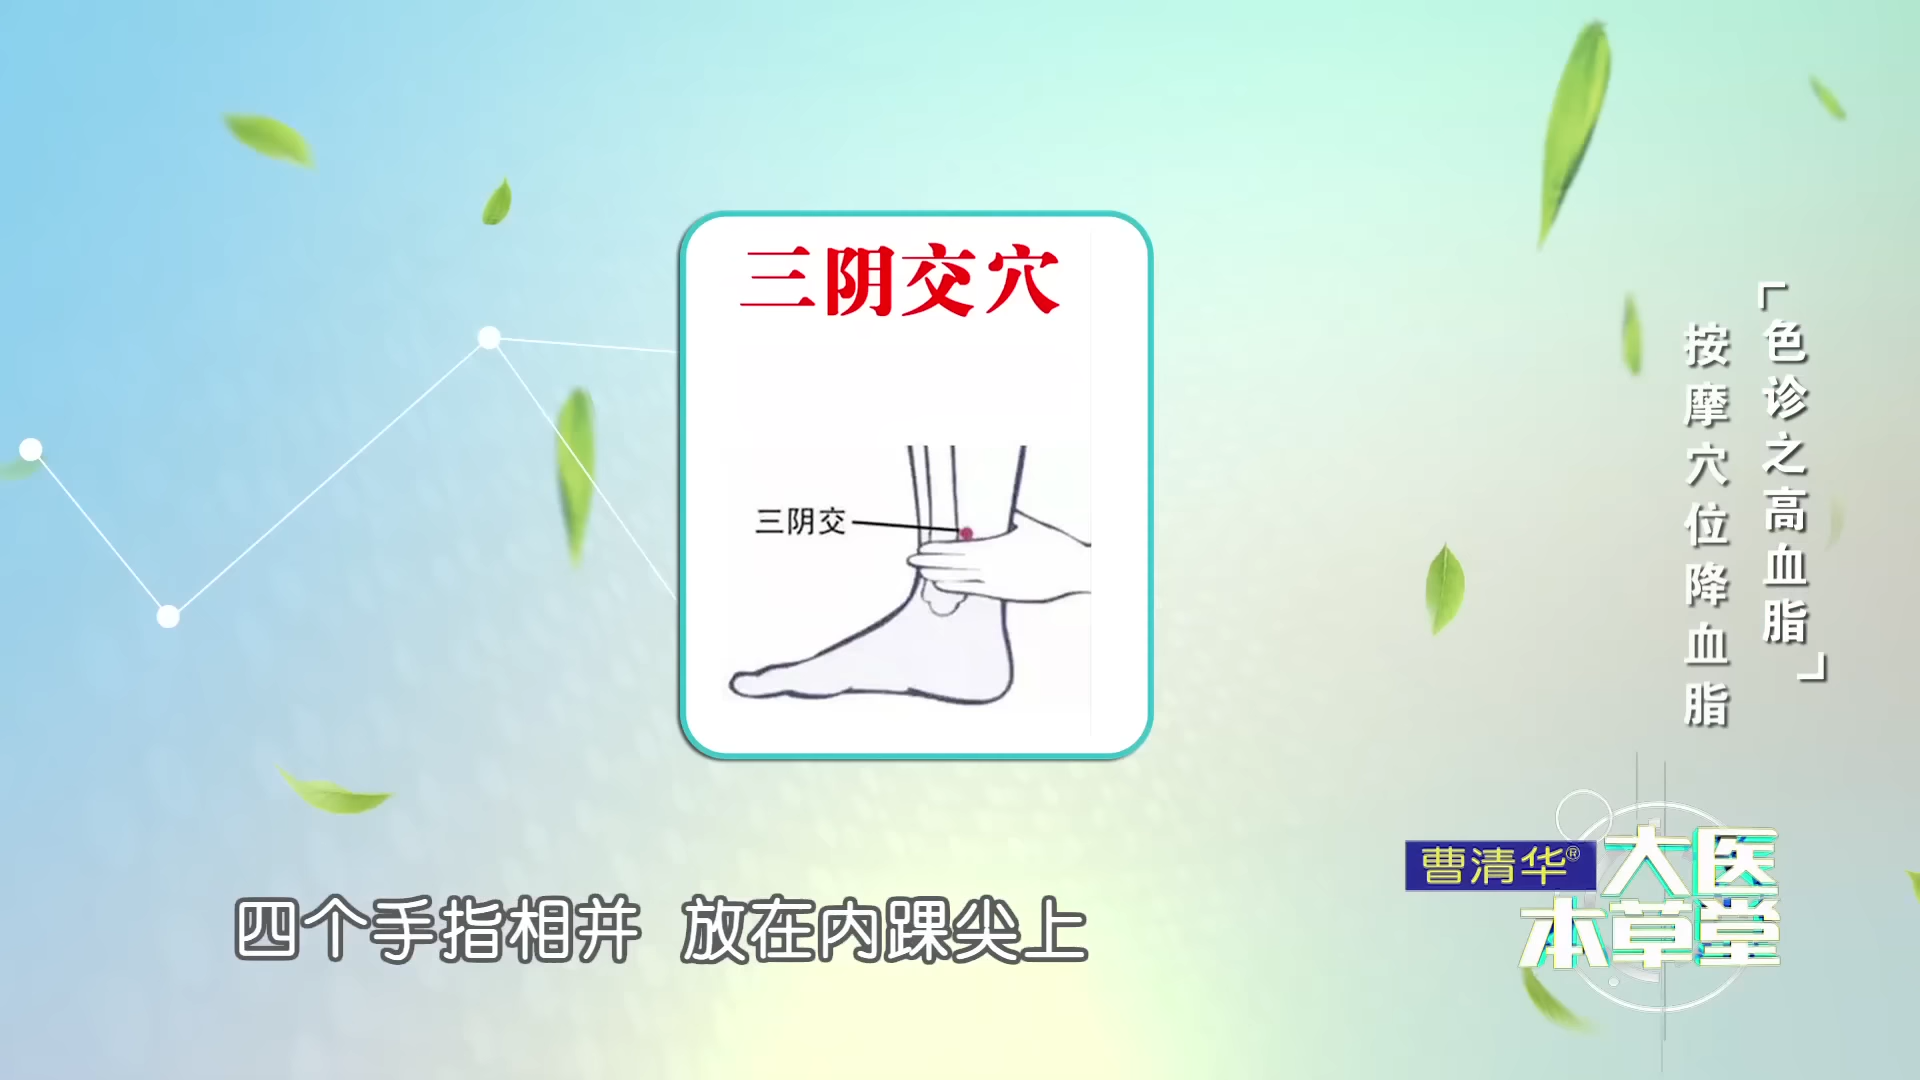 三阴交穴
三阴交
「色诊之高血脂」
按摩穴位降血脂
曹清华®
大医
本草堂
四个手指相并 放在内踝尖上